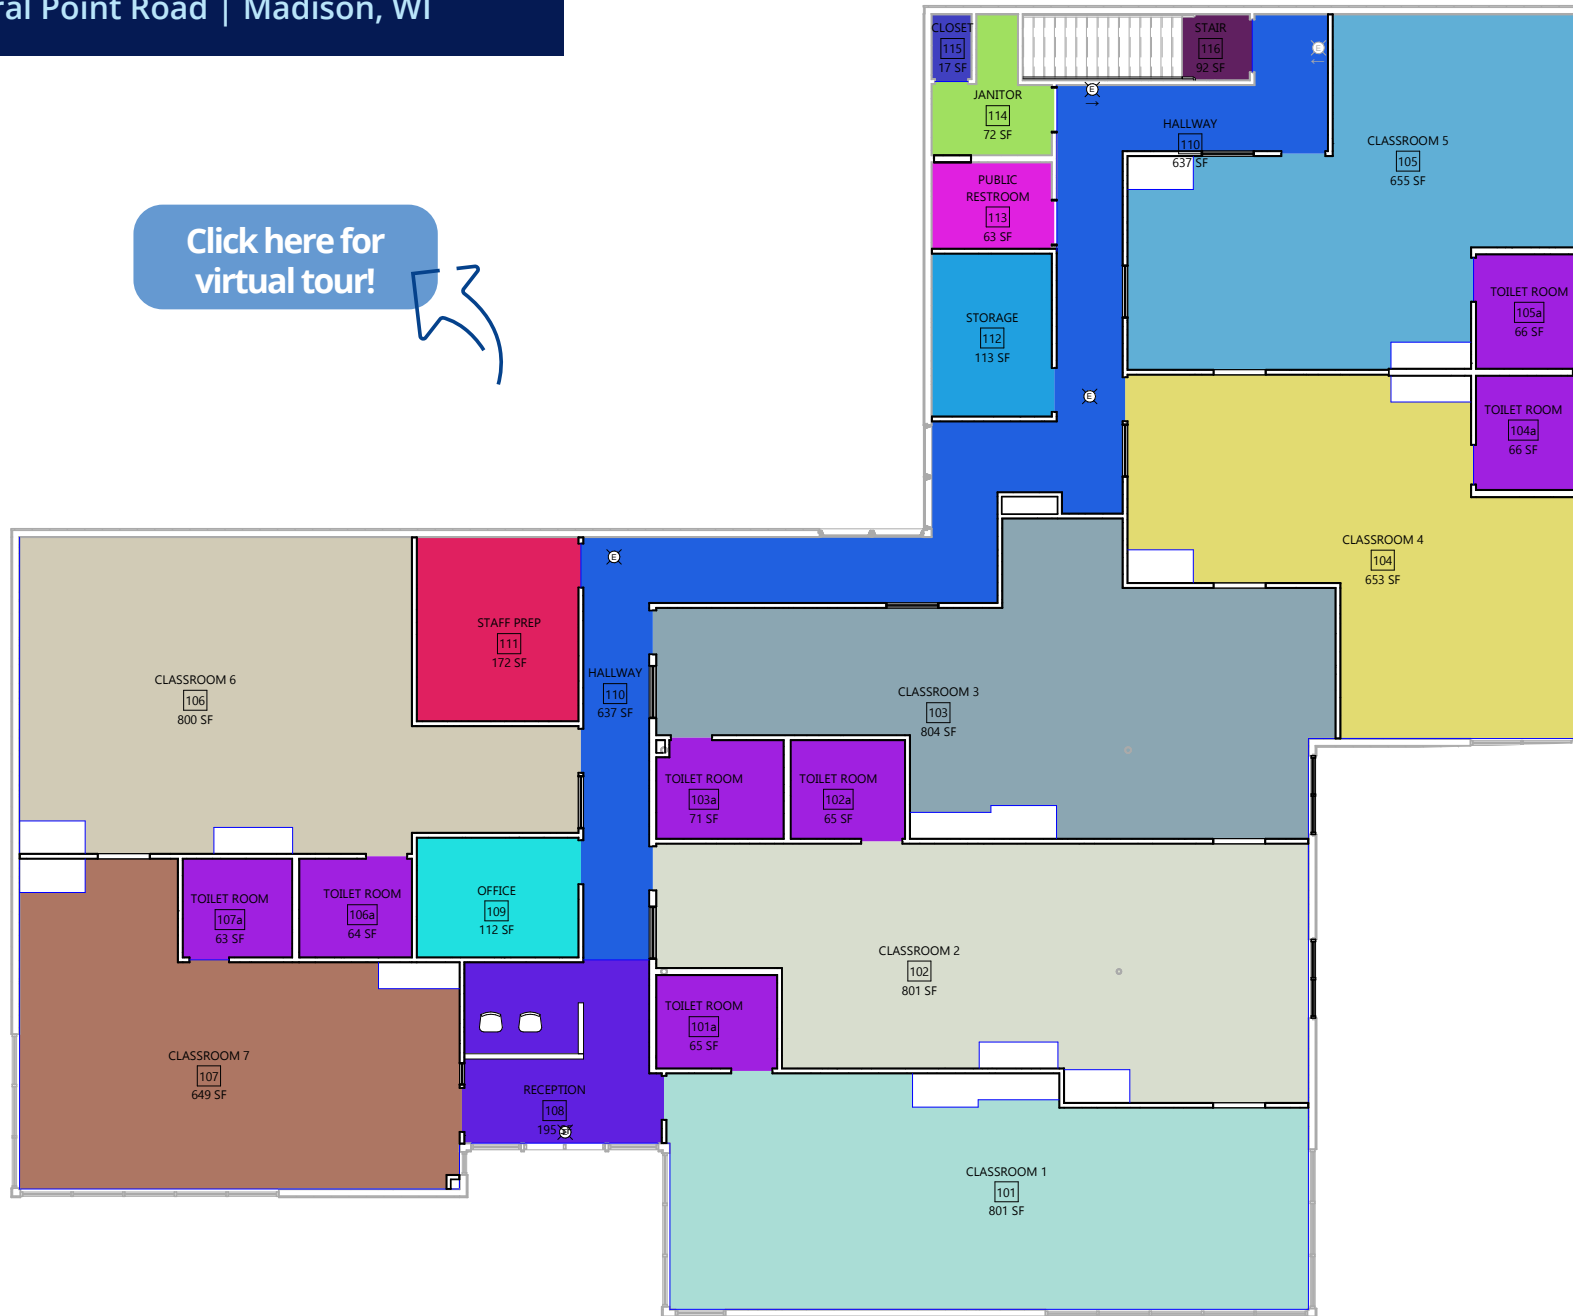 Point Road | Madison, WI
Click here for
virtual tour!
CLOSET
115
17 SF
JANITOR
114
72 SF
STAIR
116
92 SF
E
E
HALLWAY
110
637 SF
CLASSROOM 5
105
655 SF
PUBLIC
RESTROOM
113
63 SF
STORAGE
112
113 SF
TOILET ROOM
105a
66 SF
E
TOILET ROOM
104a
66 SF
CLASSROOM 4
104
653 SF
E
STAFF PREP
111
172 SF
CLASSROOM 6
106
800 SF
HALLWAY
110
637 SF
CLASSROOM 3
103
804 SF
TOILET ROOM
103a
71 SF
TOILET ROOM
102a
65 SF
TOILET ROOM
107a
63 SF
TOILET ROOM
106a
64 SF
OFFICE
109
112 SF
CLASSROOM 2
102
801 SF
TOILET ROOM
101a
65 SF
CLASSROOM 7
107
649 SF
RECEPTION
108
195
CLASSROOM 1
101
801 SF